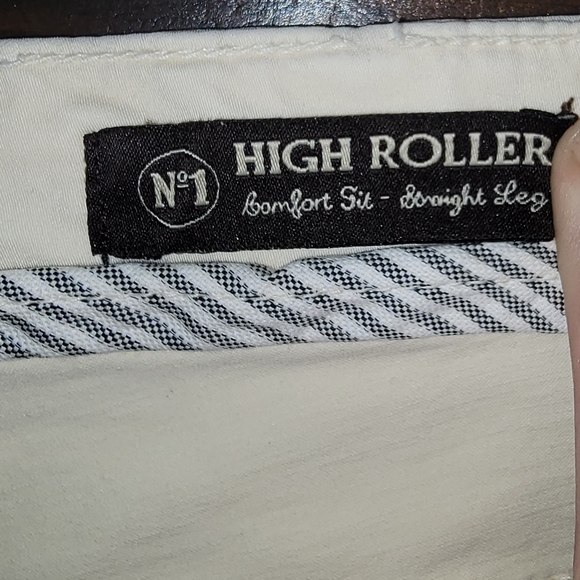 Nº1
HIGH ROLLER
Comfort Fit - Straight Leg